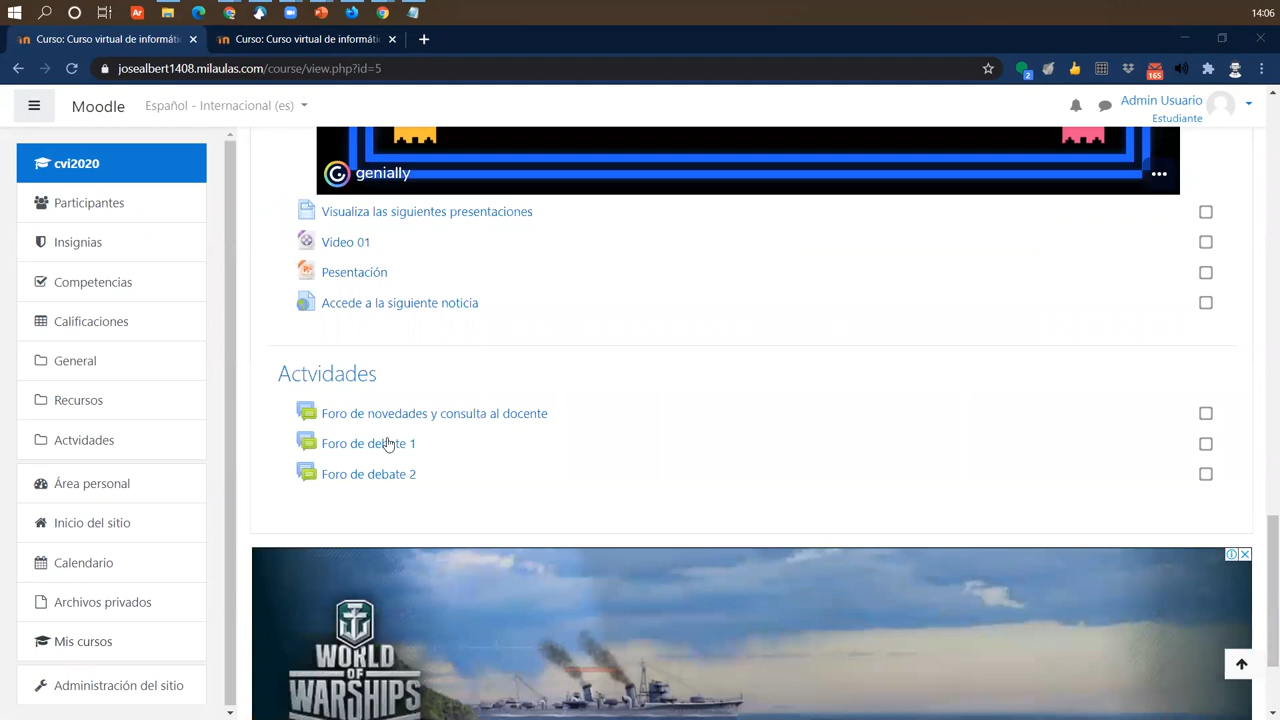 14:06
Curso: Curso virtual de informáti
Curso: Curso virtual de informáti
josealbert1408.milaulas.com/course/view.php?id=5
2
165
Moodle
Español - Internacional (es)
Admin Usuario
Estudiante
cvi2020
Participantes
Insignias
Competencias
Calificaciones
General
Recursos
Actvidades
Área personal
Inicio del sitio
Calendario
Archivos privados
Mis cursos
Administración del sitio
genially
Visualiza las siguientes presentaciones
Video 01
Pesentación
Accede a la siguiente noticia
Actvidades
Foro de novedades y consulta al docente
Foro de debate 1
Foro de debate 2
WORLD
OF
WARSHIPS